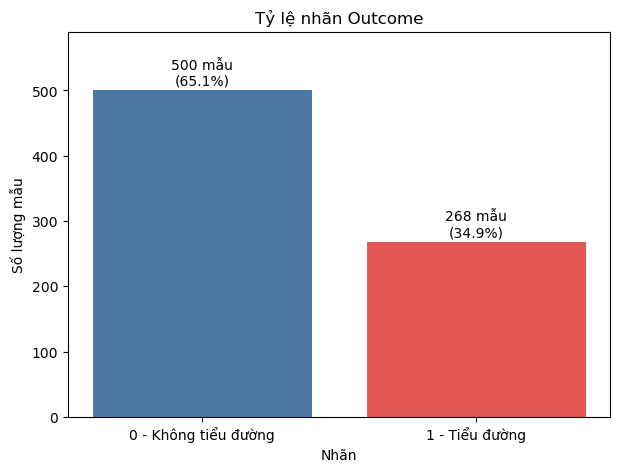 Tỷ lệ nhãn Outcome
500 mẫu
(65.1%)
268 mẫu
(34.9%)
Số lượng mẫu
500
400
300
200
100
0
0 - Không tiểu đường
1 - Tiểu đường
Nhãn